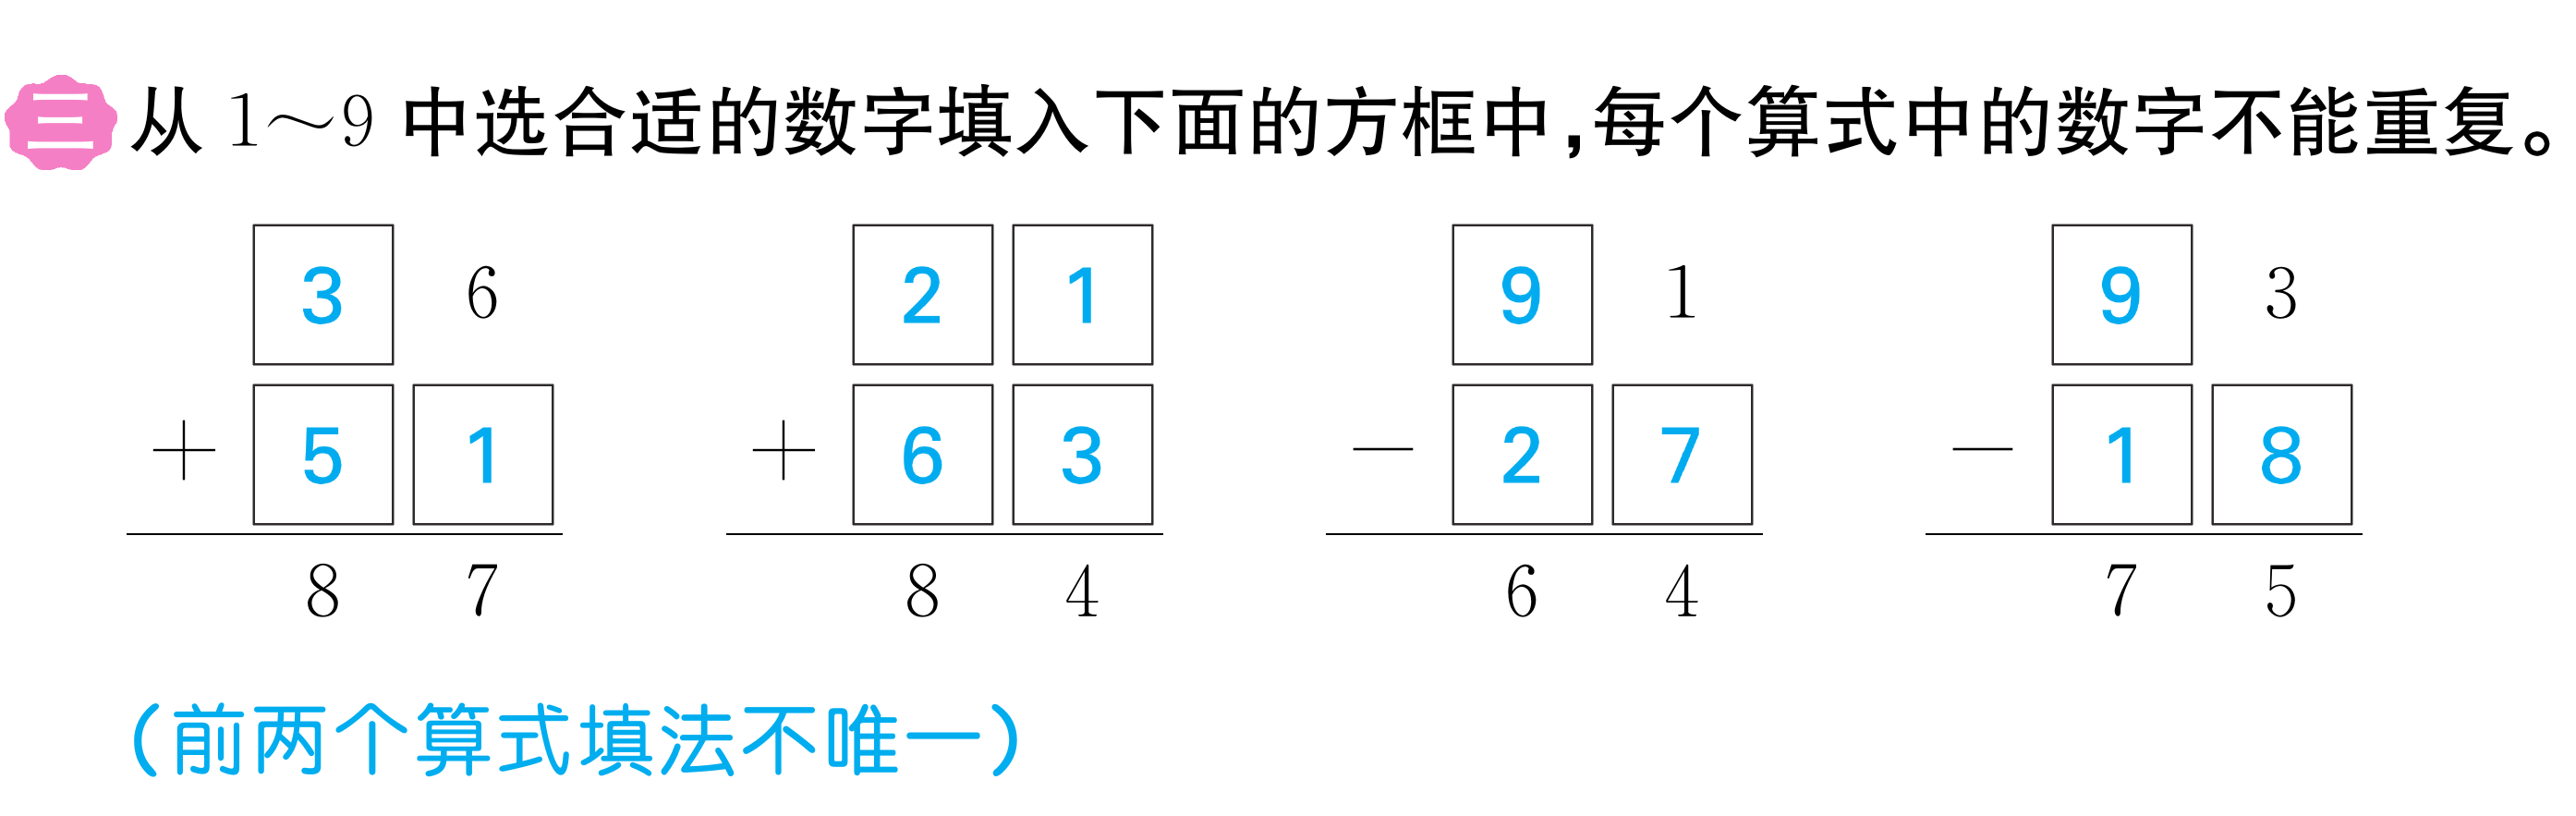 三 从 1～9 中选合适的数字填入下面的方框中，每个算式中的数字不能重复。
3 6 2 1 9 1 9 3
+ 5 1 + 6 3 − 2 7 − 1 8
8 7 8 4 6 4 7 5
（前两个算式填法不唯一）